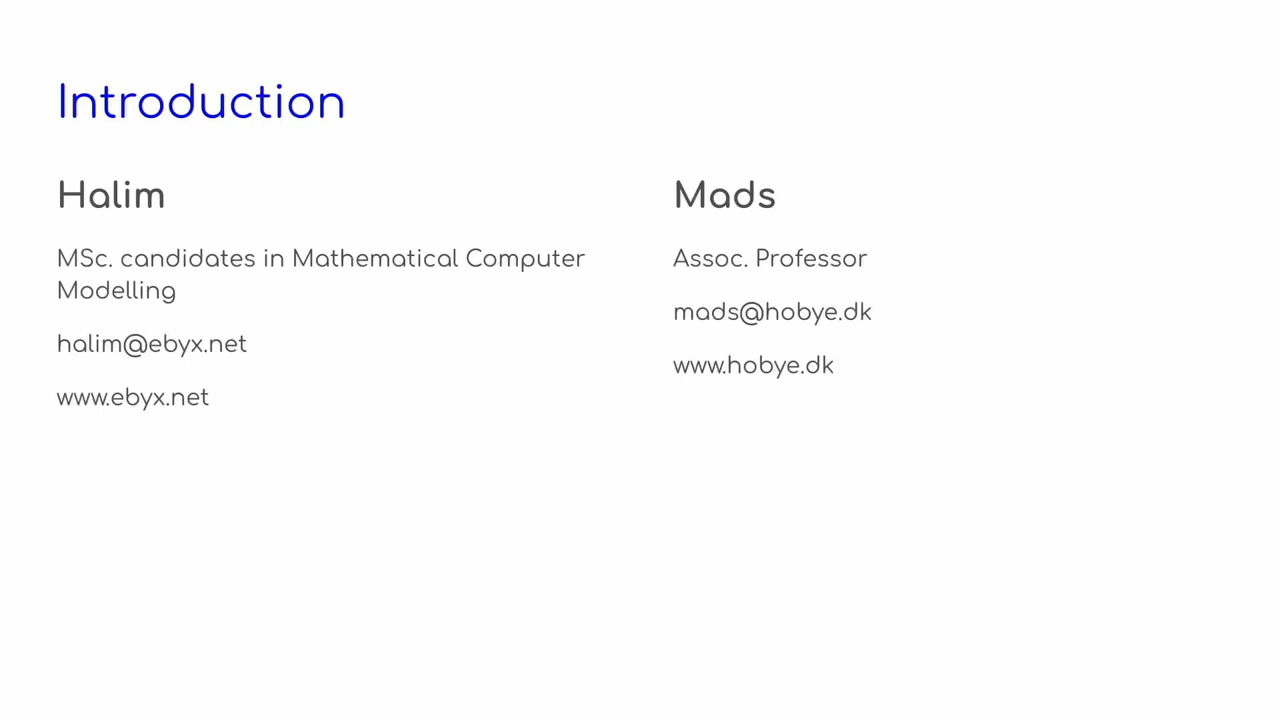 Introduction
Halim
MSc. candidates in Mathematical Computer
Modelling
halim@ebyx.net
www.ebyx.net
Mads
Assoc. Professor
mads@hobye.dk
www.hobye.dk